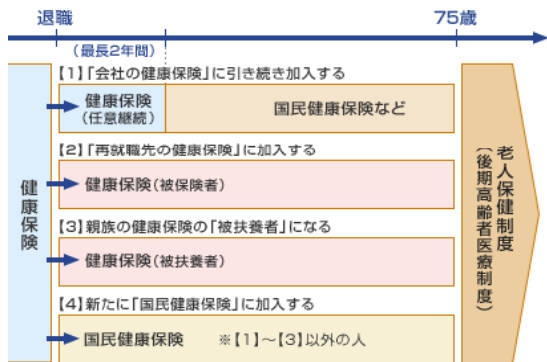 退職
75歳
(最長2年間)
【1】「会社の健康保険」に引き続き加入する
健康保険
(任意継続)
国民健康保険など
【2】「再就職先の健康保険」に加入する
健康保険(被保険者)
【3】親族の健康保険の「被扶養者」になる
健康保険(被扶養者)
【4】新たに「国民健康保険」に加入する
国民健康保険 ※【1】〜【3】以外の人
健康保険
老人保健制度
(後期高齢者医療制度)